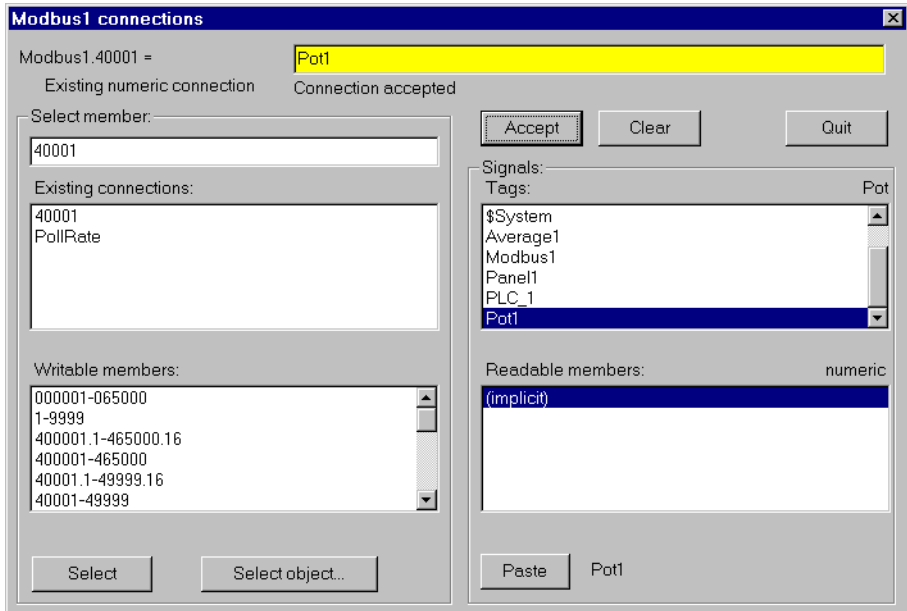 Modbus1 connections
Modbus1.40001 =
Pot1
Existing numeric connection
Connection accepted
Select member:
40001
Existing connections:
40001
PollRate
Writable members:
000001-065000
1-9999
400001.1-465000.16
400001-465000
40001.1-49999.16
40001-49999
Select
Select object...
Accept
Clear
Quit
Signals:
Tags:
Pot
$System
Average1
Modbus1
Panel1
PLC_1
Pot1
Readable members:
numeric
(implicit)
Paste
Pot1